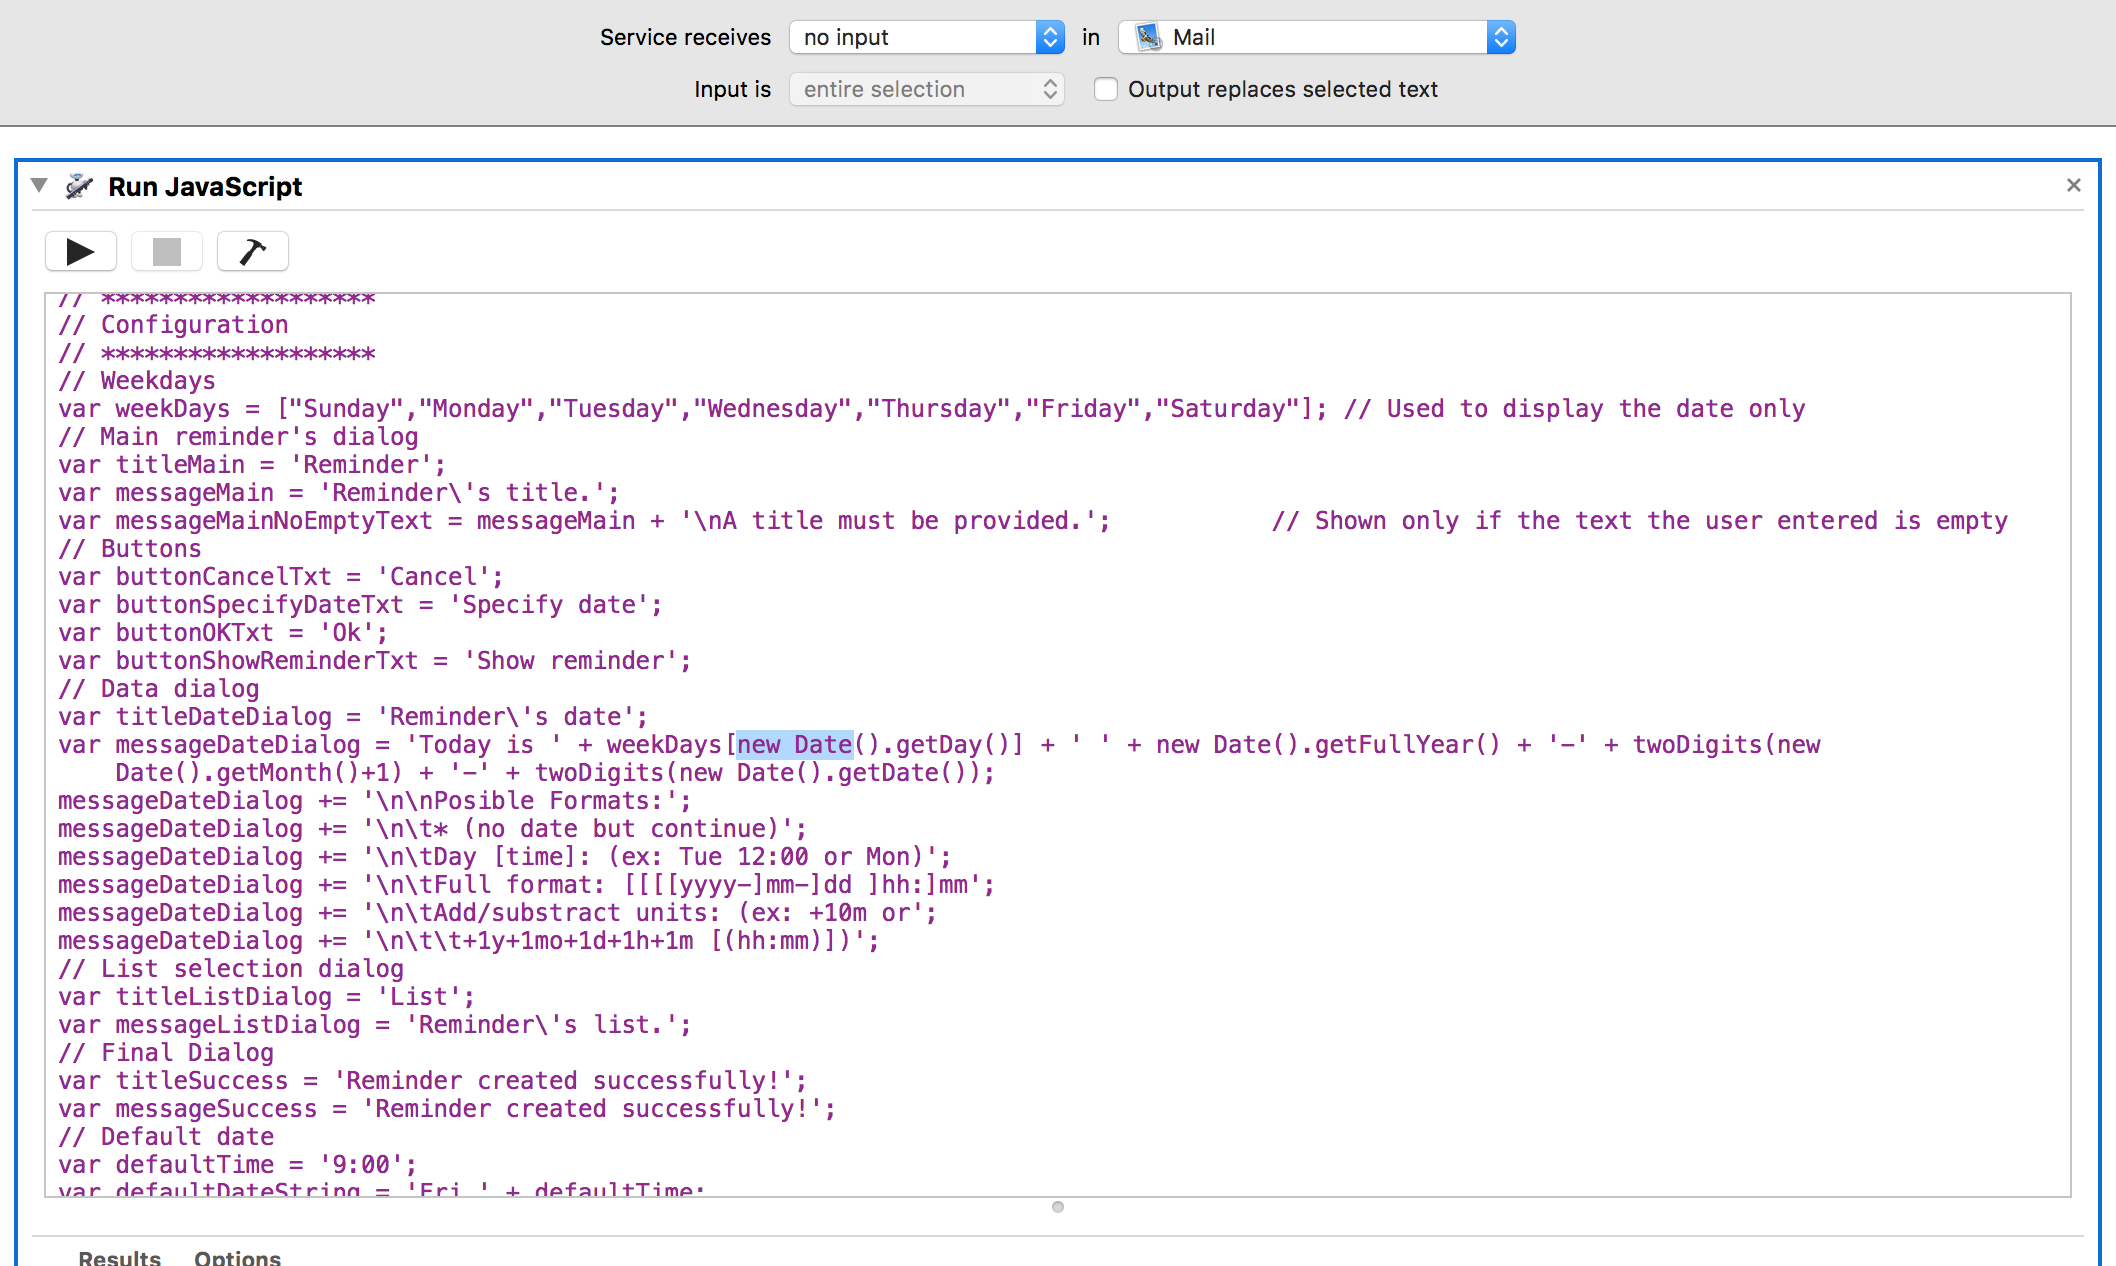 Service receives no input in Mail
Input is entire selection Output replaces selected text
Run JavaScript
// *******************
// Configuration
// *******************
// Weekdays
var weekDays = ["Sunday","Monday","Tuesday","Wednesday","Thursday","Friday","Saturday"]; // Used to display the date only
// Main reminder's dialog
var titleMain = 'Reminder';
var messageMain = 'Reminder\'s title.';
var messageMainNoEmptyText = messageMain + '\nA title must be provided.'; // Shown only if the text the user entered is empty
// Buttons
var buttonCancelTxt = 'Cancel';
var buttonSpecifyDateTxt = 'Specify date';
var buttonOKTxt = 'Ok';
var buttonShowReminderTxt = 'Show reminder';
// Data dialog
var titleDateDialog = 'Reminder\'s date';
var messageDateDialog = 'Today is ' + weekDays[new Date().getDay()] + ' ' + new Date().getFullYear() + '-' + twoDigits(new
Date().getMonth()+1) + '-' + twoDigits(new Date().getDate());
messageDateDialog += '\n\nPosible Formats:';
messageDateDialog += '\n\t* (no date but continue)';
messageDateDialog += '\n\tDay [time]: (ex: Tue 12:00 or Mon)';
messageDateDialog += '\n\tFull format: [[[[yyyy-]mm-]dd ]hh:]mm';
messageDateDialog += '\n\tAdd/substract units: (ex: +10m or';
messageDateDialog += '\n\t\t+1y+1mo+1d+1h+1m [(hh:mm)])';
// List selection dialog
var titleListDialog = 'List';
var messageListDialog = 'Reminder\'s list.';
// Final Dialog
var titleSuccess = 'Reminder created successfully!';
var messageSuccess = 'Reminder created successfully!';
// Default date
var defaultTime = '9:00';
var defaultDateString = 'Fri ' + defaultTime;
Results Options